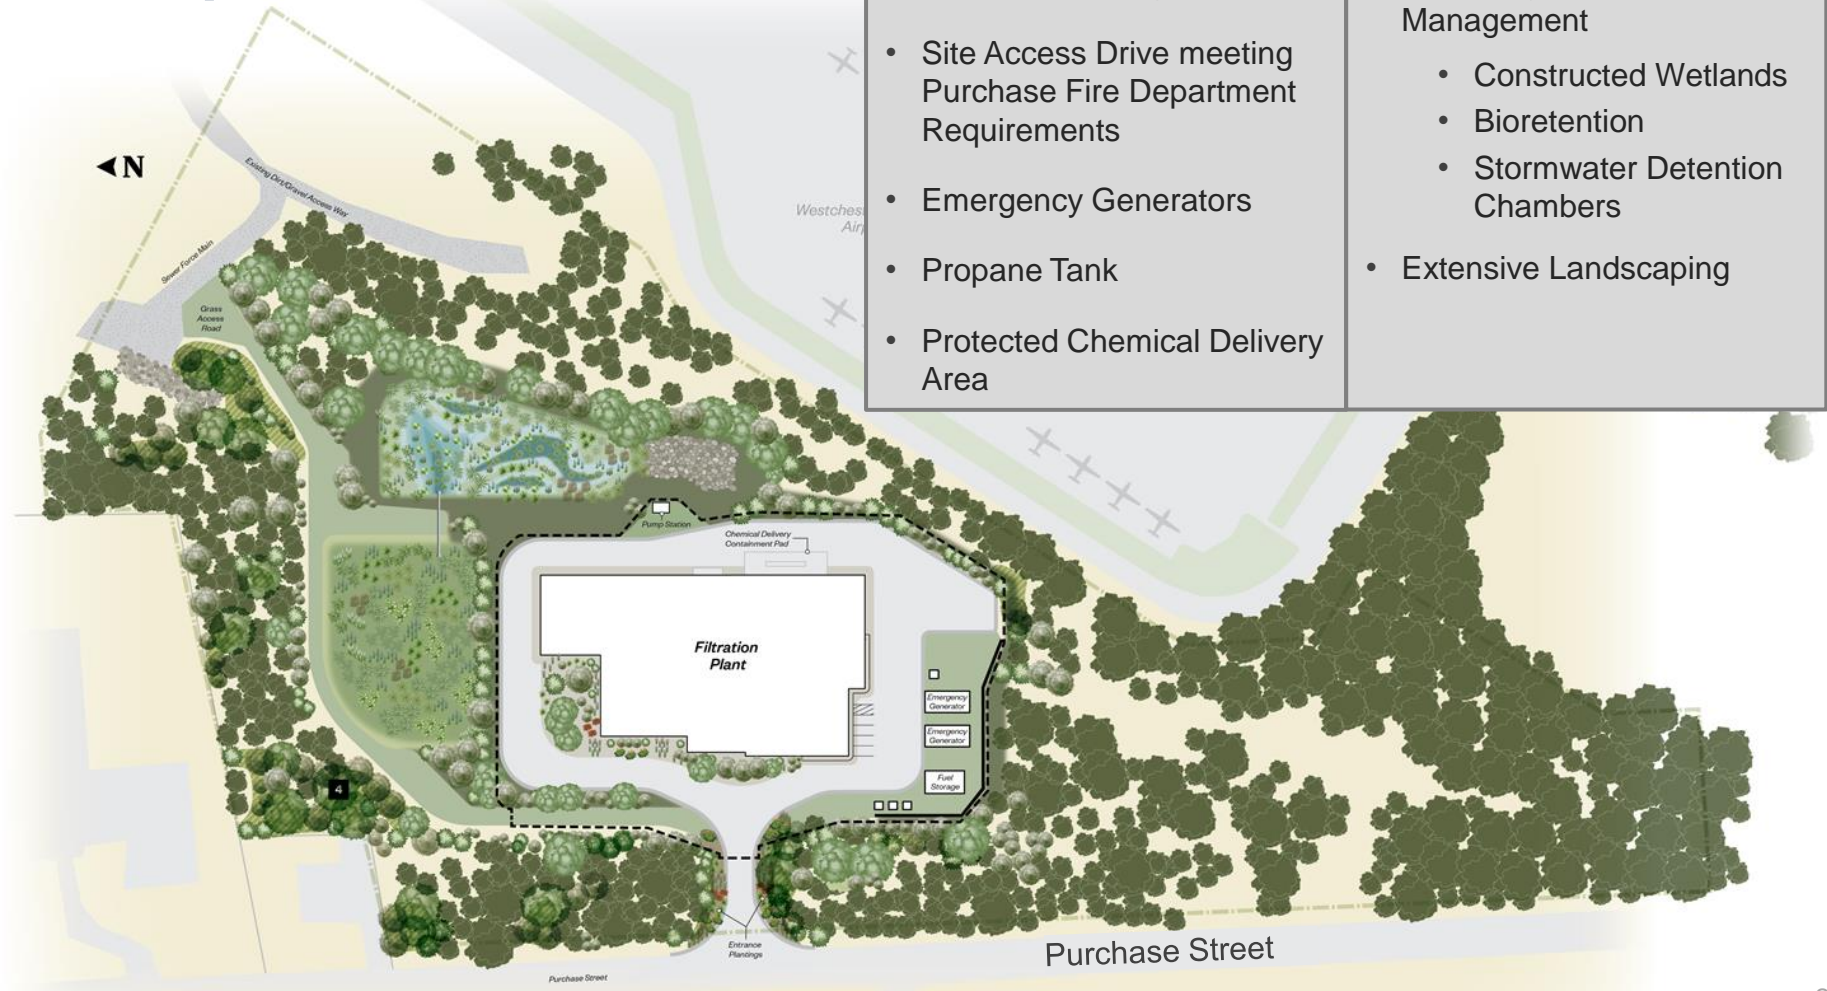 Management
• Site Access Drive meeting
Purchase Fire Department
Requirements
• Emergency Generators
• Propane Tank
• Protected Chemical Delivery
Area
• Constructed Wetlands
• Bioretention
• Stormwater Detention
Chambers
• Extensive Landscaping
N
Existing Dirt/Gravel Access Way
Sewer Force Main
Grass
Access
Road
Pump Station
Chemical Delivery
Containment Pad
Filtration
Plant
Emergency
Generator
Emergency
Generator
Fuel
Storage
4
Entrance
Plantings
Purchase Street
Purchase Street